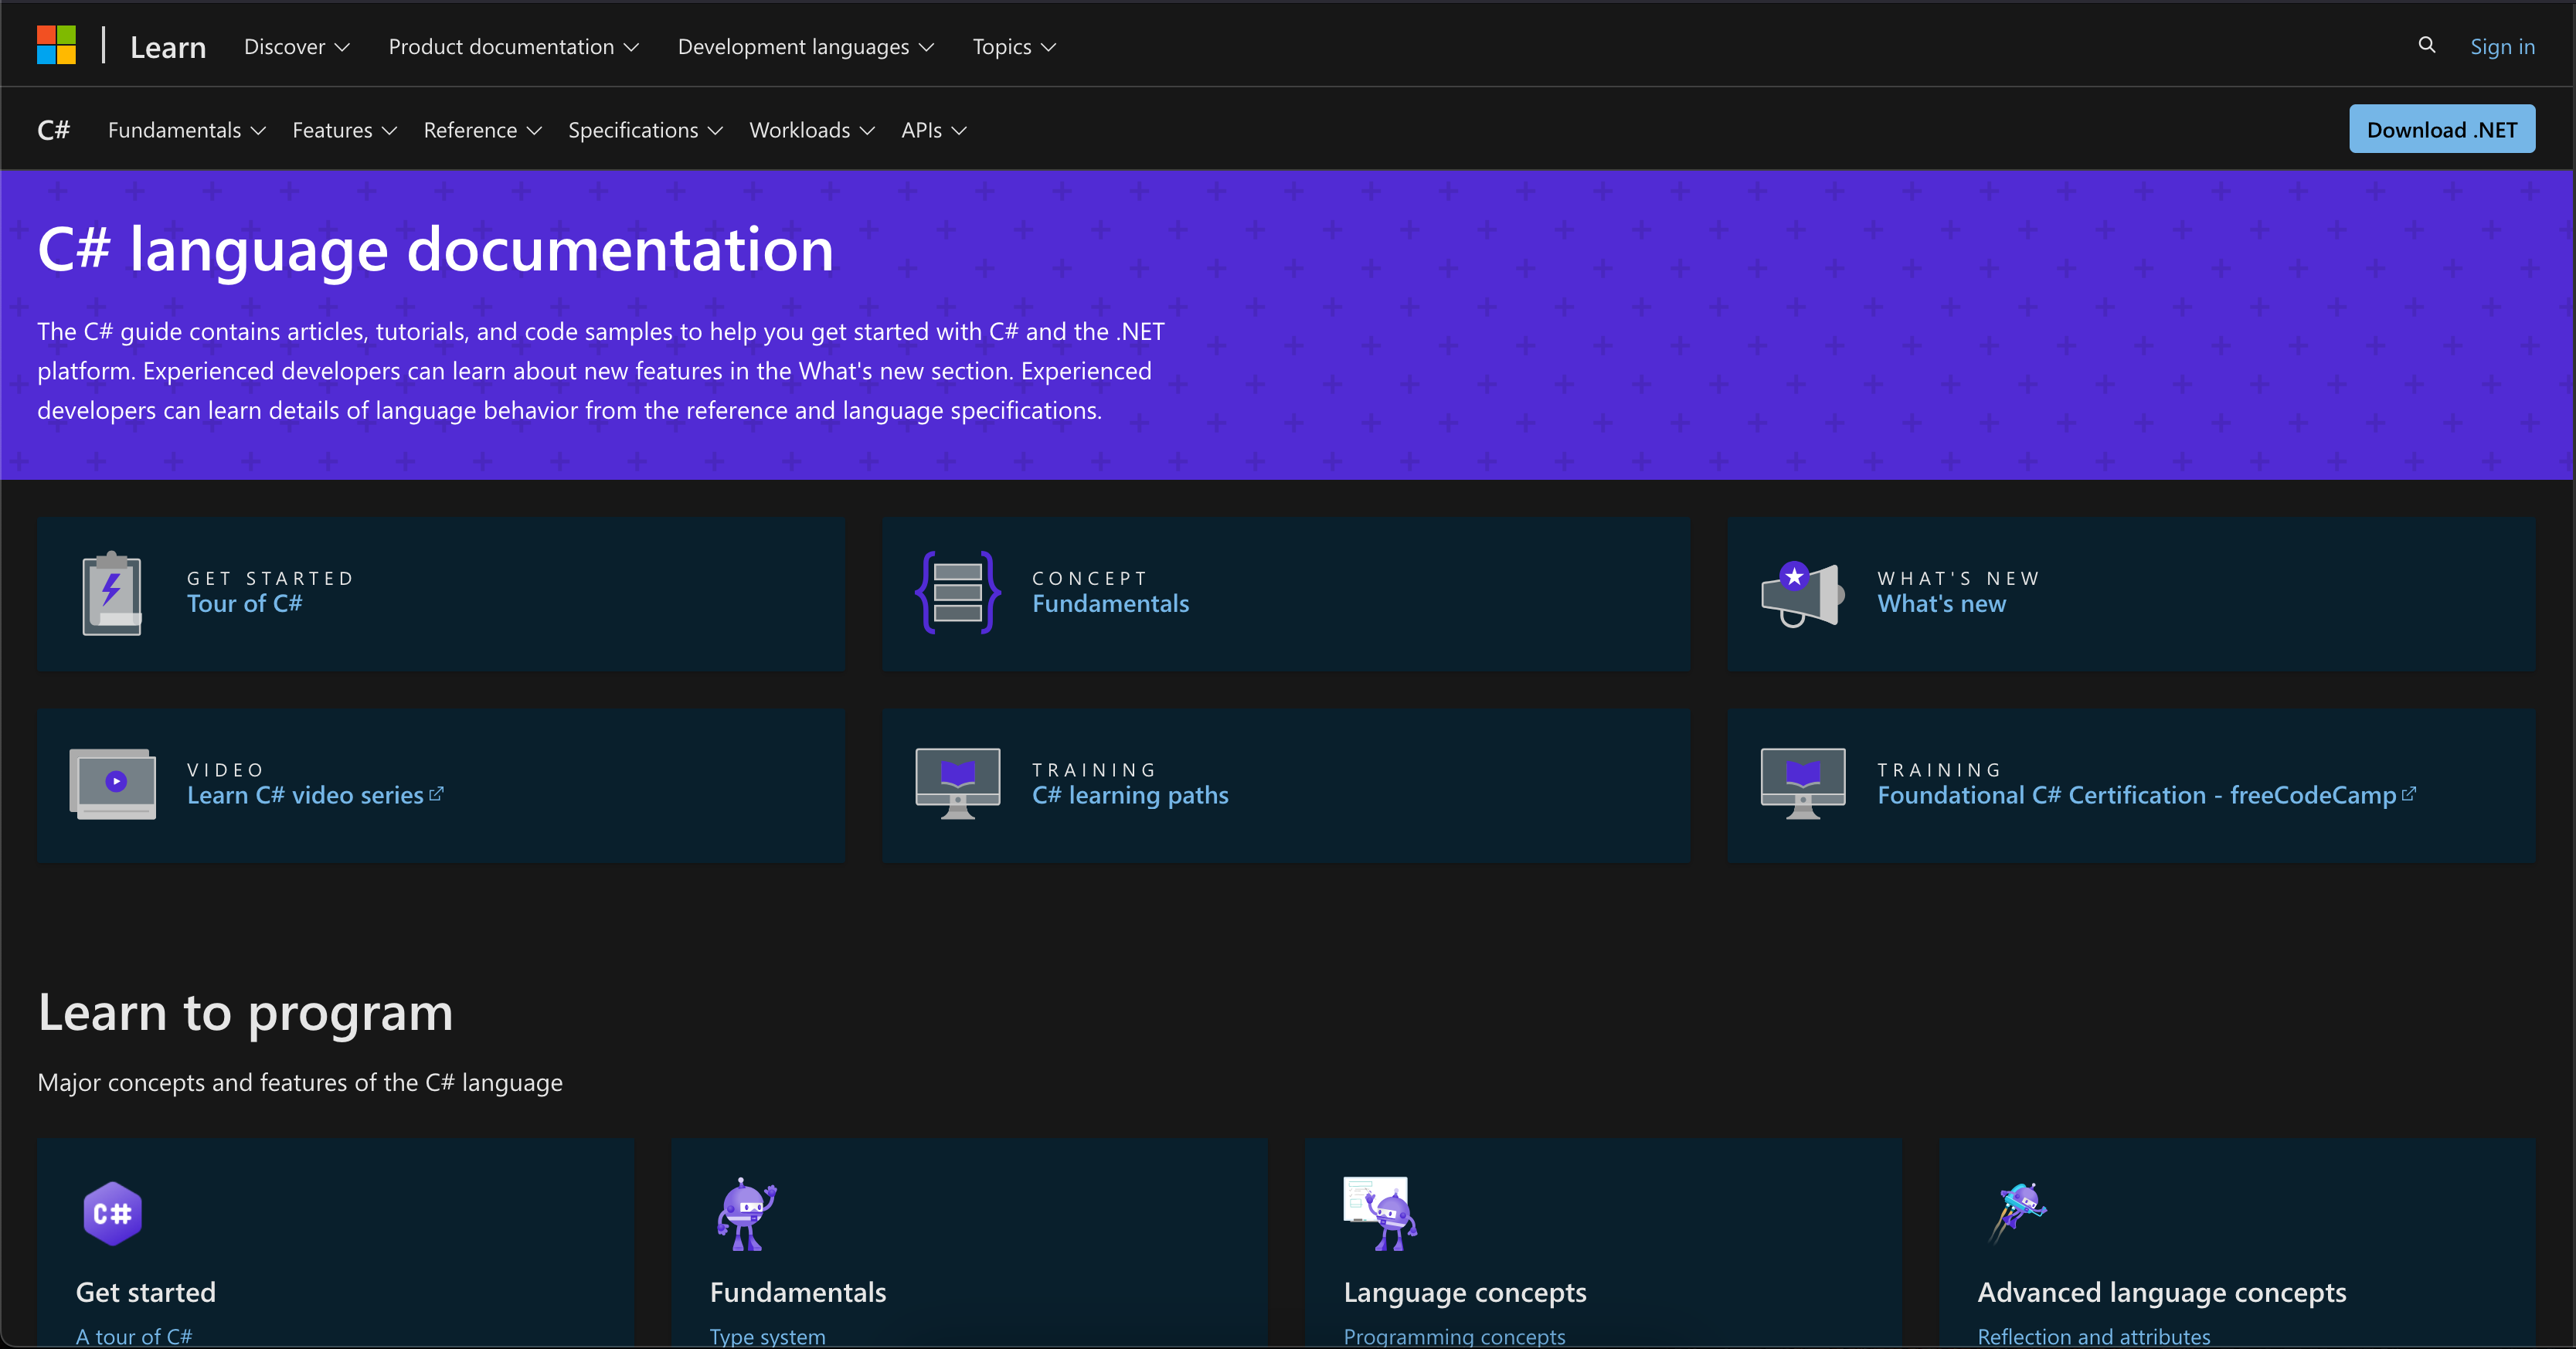 Learn Discover Product documentation Development languages Topics Sign in
C# Fundamentals Features Reference Specifications Workloads APIs Download .NET
C# language documentation
The C# guide contains articles, tutorials, and code samples to help you get started with C# and the .NET
platform. Experienced developers can learn about new features in the What's new section. Experienced
developers can learn details of language behavior from the reference and language specifications.
GET STARTED
Tour of C#
CONCEPT
Fundamentals
WHAT'S NEW
What's new
VIDEO
Learn C# video series
TRAINING
C# learning paths
TRAINING
Foundational C# Certification - freeCodeCamp
Learn to program
Major concepts and features of the C# language
C#
Get started
A tour of C#
Fundamentals
Type system
Language concepts
Programming concepts
Advanced language concepts
Reflection and attributes